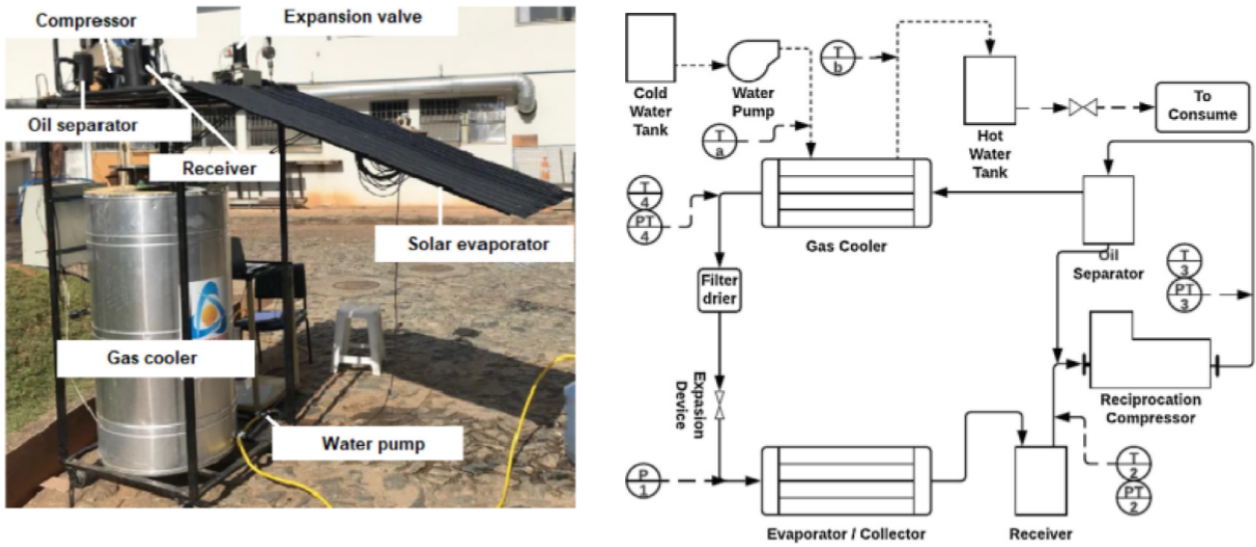 Compressor
Expansion valve
Oil separator
Receiver
Solar evaporator
Gas cooler
Water pump
Cold
Water
Tank
Water
Pump
T
b
T
a
Hot
Water
Tank
To
Consume
T
4
PT
4
Gas Cooler
Oil
Separator
T
3
PT
3
Filter
drier
Expasion
Device
Reciprocation
Compressor
P
1
T
2
PT
2
Evaporator / Collector
Receiver